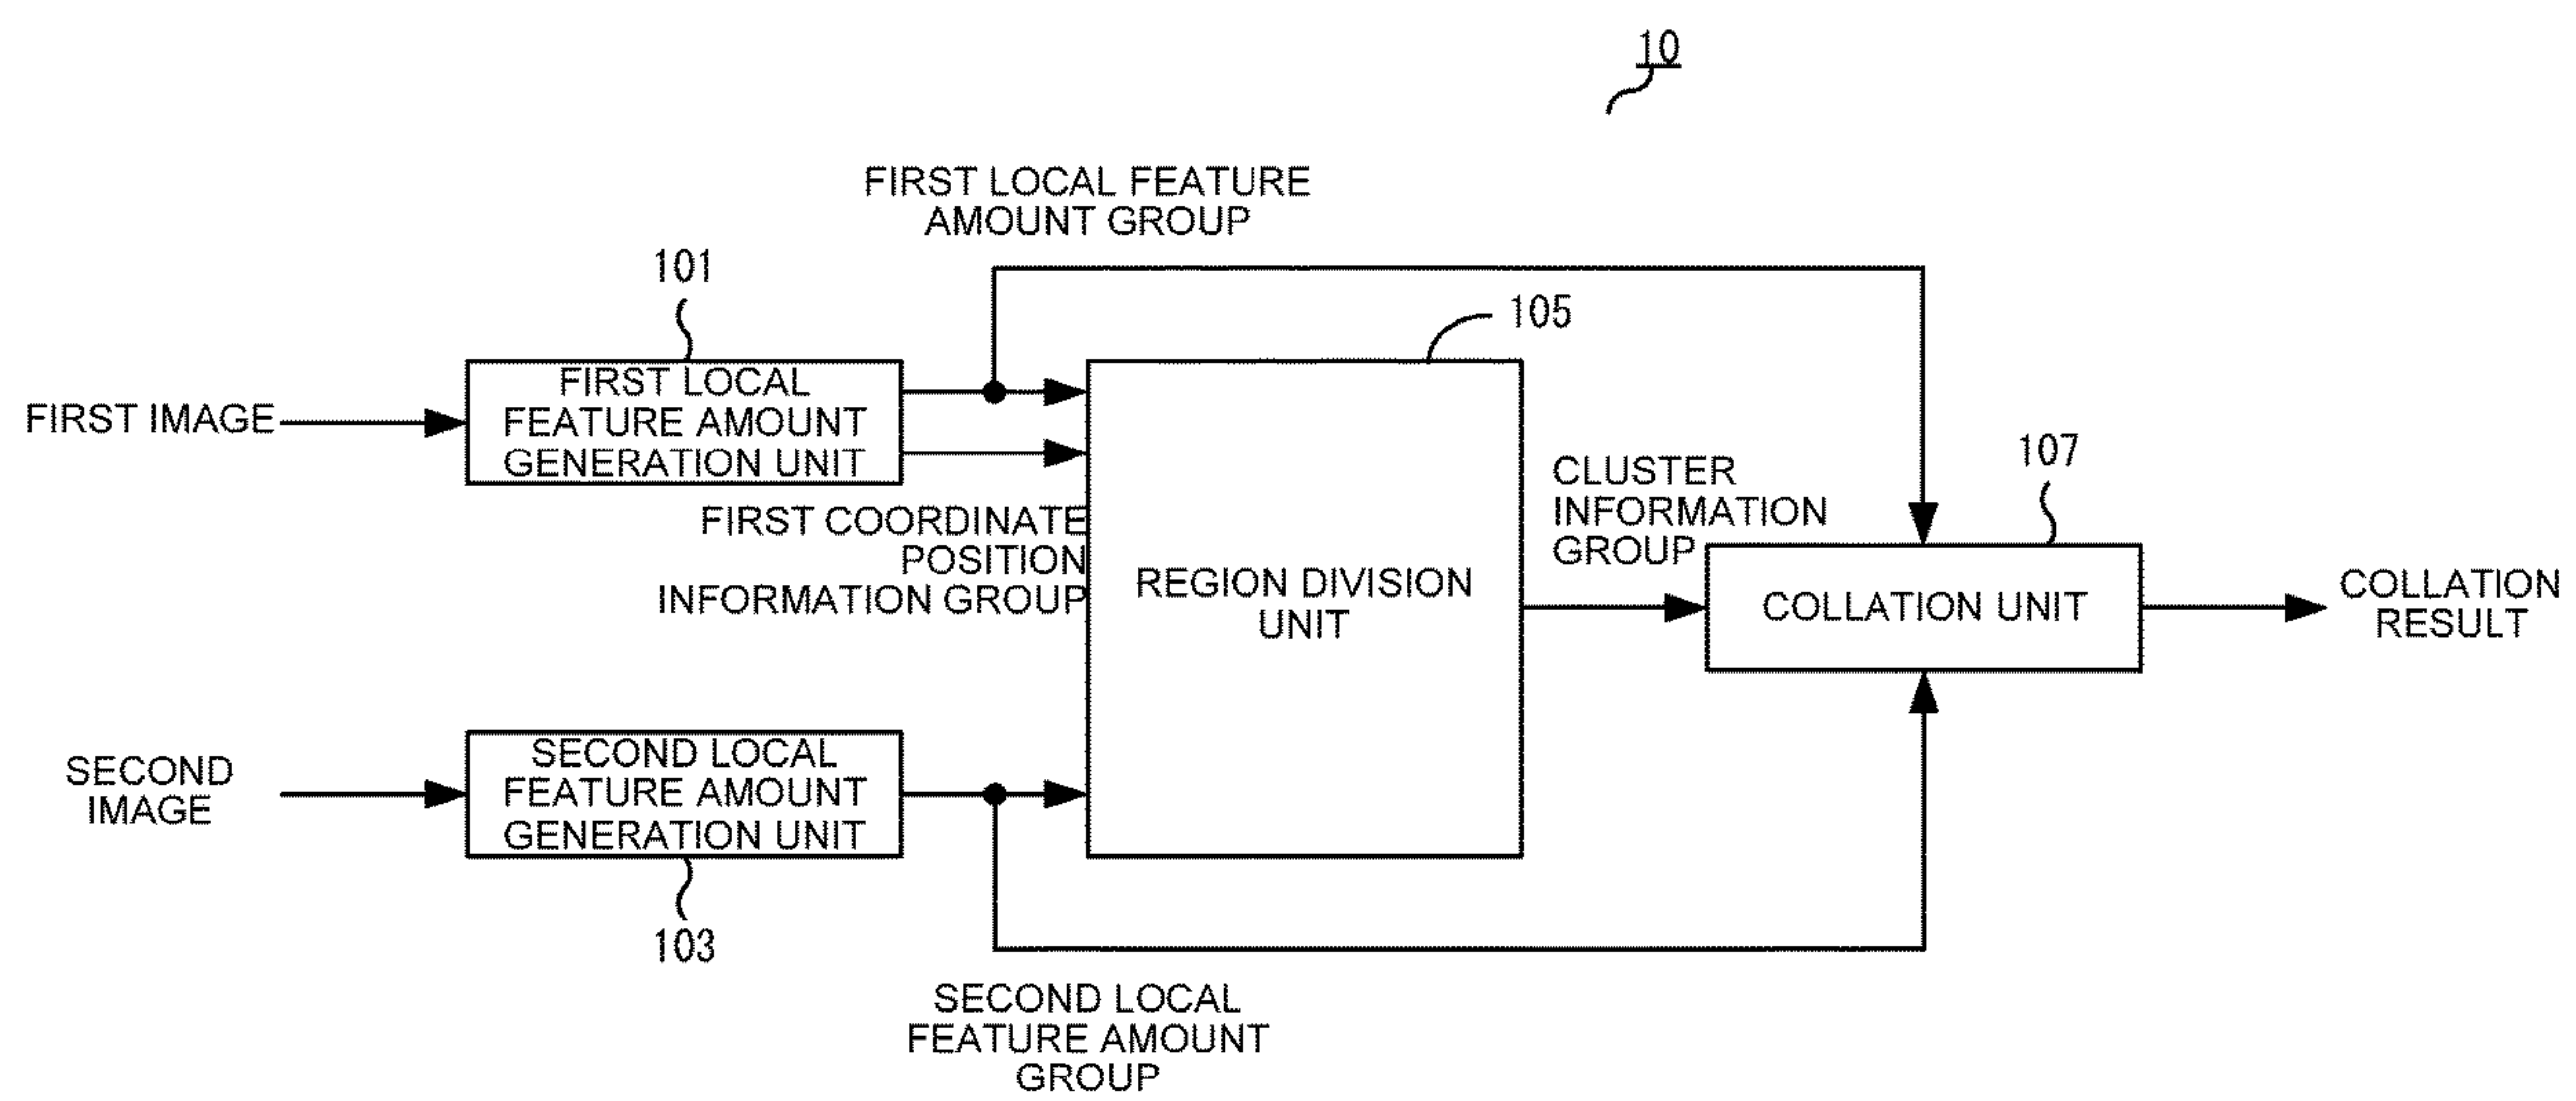 10
FIRST LOCAL FEATURE
AMOUNT GROUP
101
105
FIRST IMAGE
FIRST LOCAL
FEATURE AMOUNT
GENERATION UNIT
FIRST COORDINATE
POSITION
INFORMATION GROUP
REGION DIVISION
UNIT
CLUSTER
INFORMATION
GROUP
107
COLLATION UNIT
COLLATION
RESULT
SECOND
IMAGE
SECOND LOCAL
FEATURE AMOUNT
GENERATION UNIT
103
SECOND LOCAL
FEATURE AMOUNT
GROUP